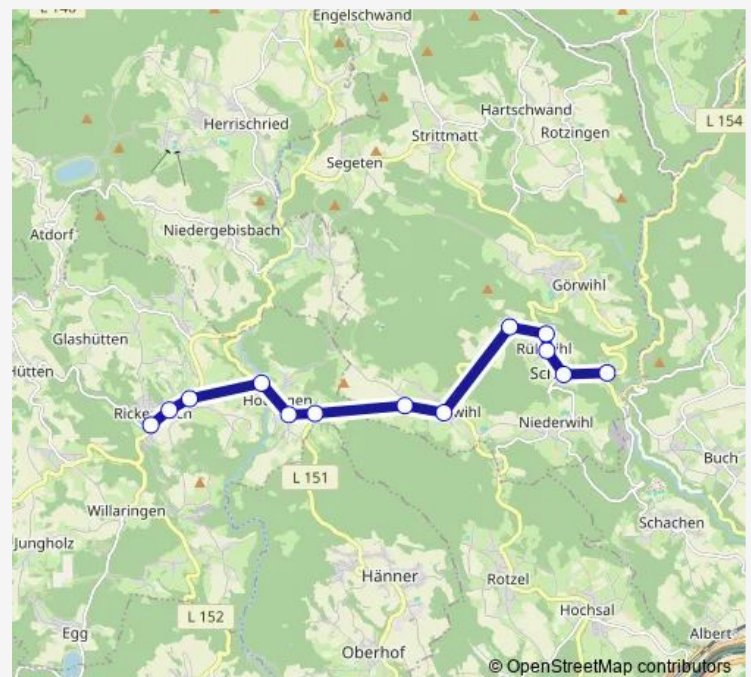 Engelschwand
Hartschwand
L 154
Herrischried
Strittmatt
Rotzingen
Segeten
Atdorf
Niedergebisbach
Görwihl
Glashütten
Hütten
L 151
Niederwihl
Buch
Willaringen
Schachen
Jungholz
Hänner
Rotzel
Hochsal
L 152
Egg
Albert
Oberhof
© OpenStreetMap contributors